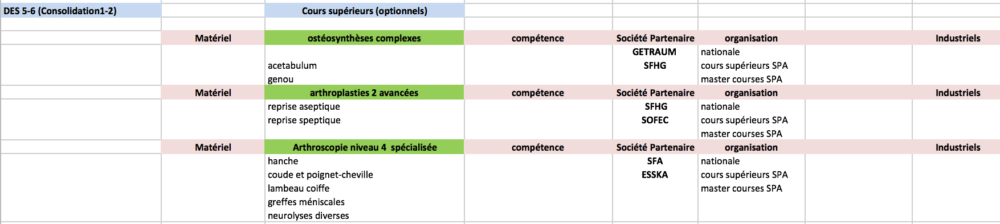 DES 5-6 (Consolidation1-2) Cours supérieurs (optionnels)
Matériel ostéosynthèses complexes compétence Société Partenaire organisation Industriels
GETRAUM nationale
acetabulum SFHG cours supérieurs SPA
genou master courses SPA
Matériel arthroplasties 2 avancées compétence Société Partenaire organisation Industriels
reprise aseptique SFHG nationale
reprise speptique SOFEC cours supérieurs SPA
master courses SPA
Matériel Arthroscopie niveau 4 spécialisée compétence Société Partenaire organisation Industriels
hanche SFA nationale
coude et poignet-cheville ESSKA cours supérieurs SPA
lambeau coiffe master courses SPA
greffes méniscales
neurolyses diverses